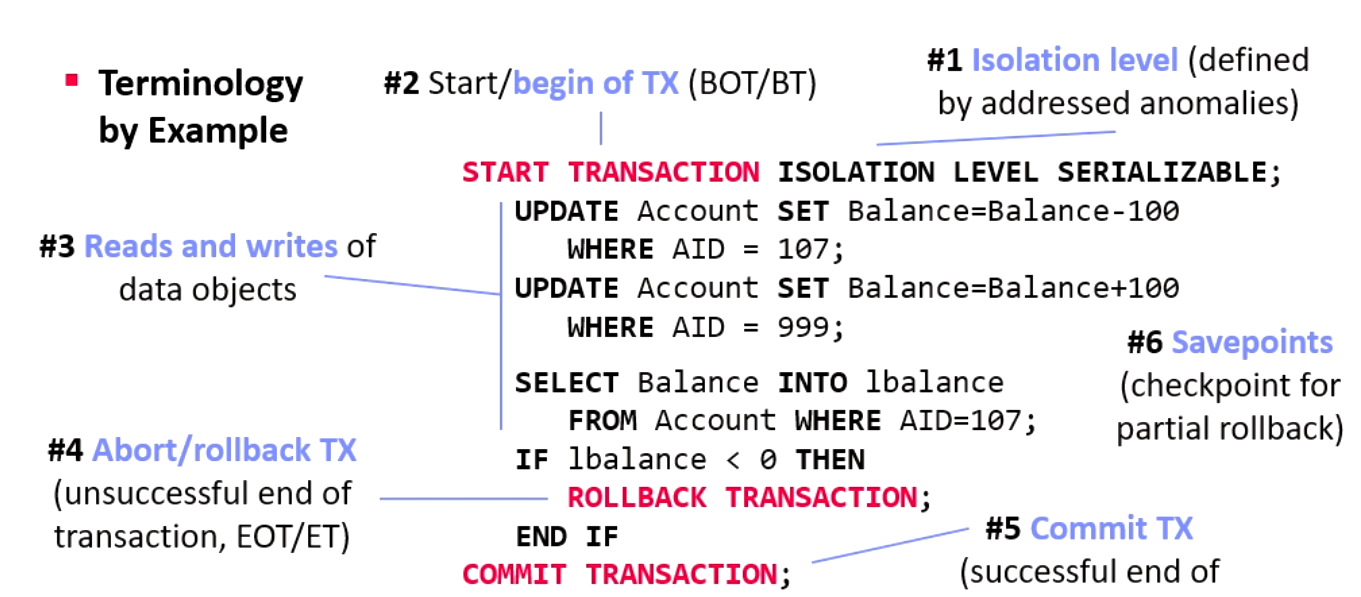 ▪ Terminology
by Example
#2 Start/begin of TX (BOT/BT)
#1 Isolation level (defined
by addressed anomalies)
START TRANSACTION ISOLATION LEVEL SERIALIZABLE;
UPDATE Account SET Balance=Balance-100
WHERE AID = 107;
UPDATE Account SET Balance=Balance+100
WHERE AID = 999;
SELECT Balance INTO lbalance
FROM Account WHERE AID=107;
IF lbalance < 0 THEN
ROLLBACK TRANSACTION;
END IF
COMMIT TRANSACTION;
#3 Reads and writes of
data objects
#4 Abort/rollback TX
(unsuccessful end of
transaction, EOT/ET)
#6 Savepoints
(checkpoint for
partial rollback)
#5 Commit TX
(successful end of